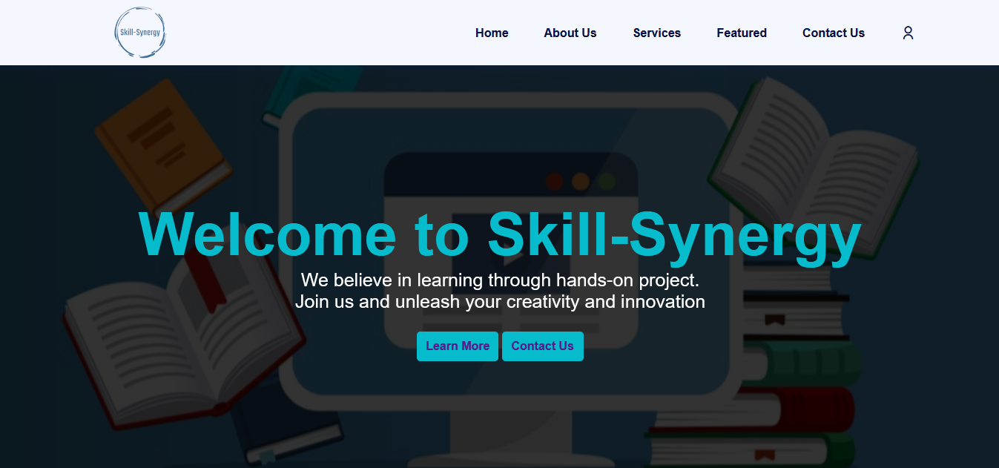 Skill-Synergy
Home About Us Services Featured Contact Us
Welcome to Skill-Synergy
We believe in learning through hands-on project.
Join us and unleash your creativity and innovation
Learn More Contact Us